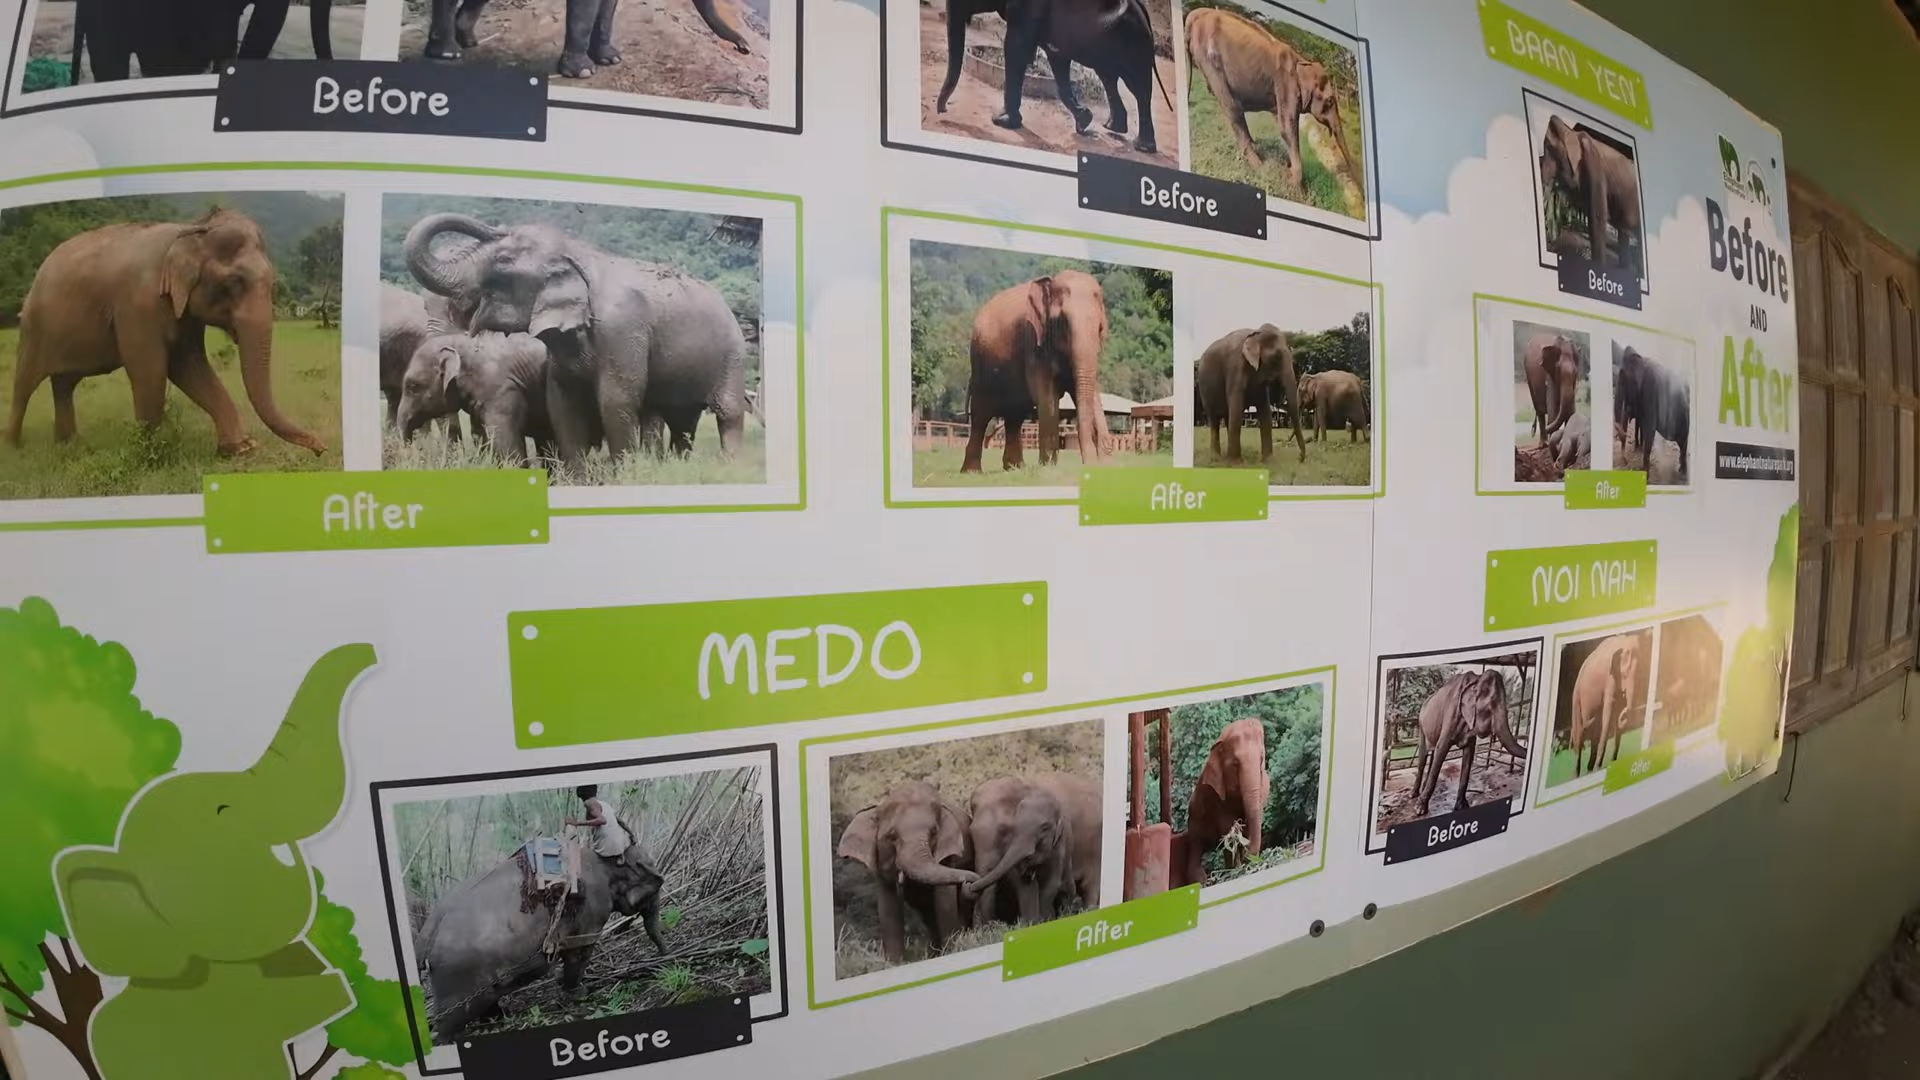 Before
After
Before
After
MEDO
Before
After
BAAN YEN
Before
After
NOI NAH
Before
After
Before
AND
After
www.elephantnaturepark.org